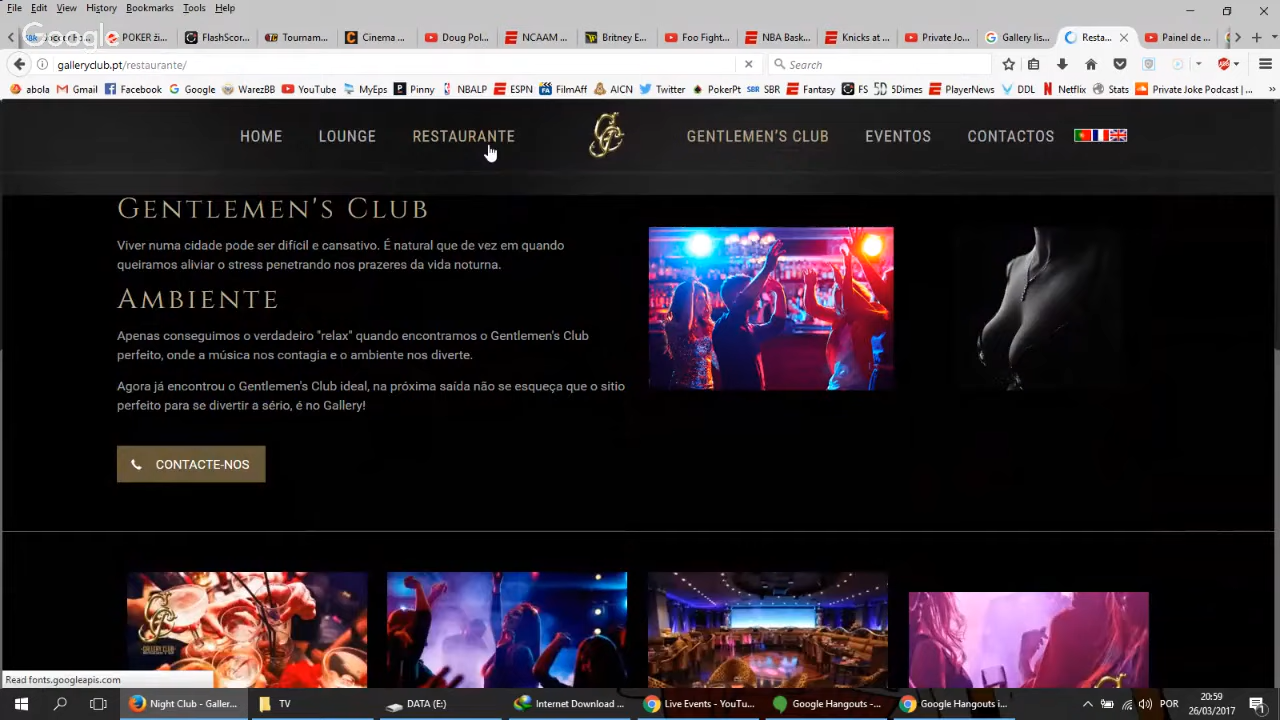 File Edit View History Bookmarks Tools Help
POKER ži... FlashScor... Tournam... Cinema ... Doug Pol... NCAAM ... Britney E... Foo Fight... NBA Bask... Knicks at ... Private Jo... Gallery lis... Resta... Painel de ...
galleryclub.pt/restaurante/ Search
abola Gmail Facebook Google WarezBB YouTube MyEps Pinny NBALP ESPN FilmAff AICN Twitter PokerPt SBR Fantasy FS 5Dimes PlayerNews DDL Netflix Stats Private Joke Podcast | ...
HOME LOUNGE RESTAURANTE GENTLEMEN'S CLUB EVENTOS CONTACTOS
Gentlemen's Club
Viver numa cidade pode ser difícil e cansativo. É natural que de vez em quando
queiramos aliviar o stress penetrando nos prazeres da vida noturna.
Ambiente
Apenas conseguimos o verdadeiro "relax" quando encontramos o Gentlemen's Club
perfeito, onde a música nos contagia e o ambiente nos diverte.
Agora já encontrou o Gentlemen's Club ideal, na próxima saída não se esqueça que o sitio
perfeito para se divertir a sério, é no Gallery!
CONTACTE-NOS
Read fonts.googleapis.com
Night Club - Galler... TV DATA (E:) Internet Download ... Live Events - YouTu... Google Hangouts -... Google Hangouts i... POR 20:59
26/03/2017